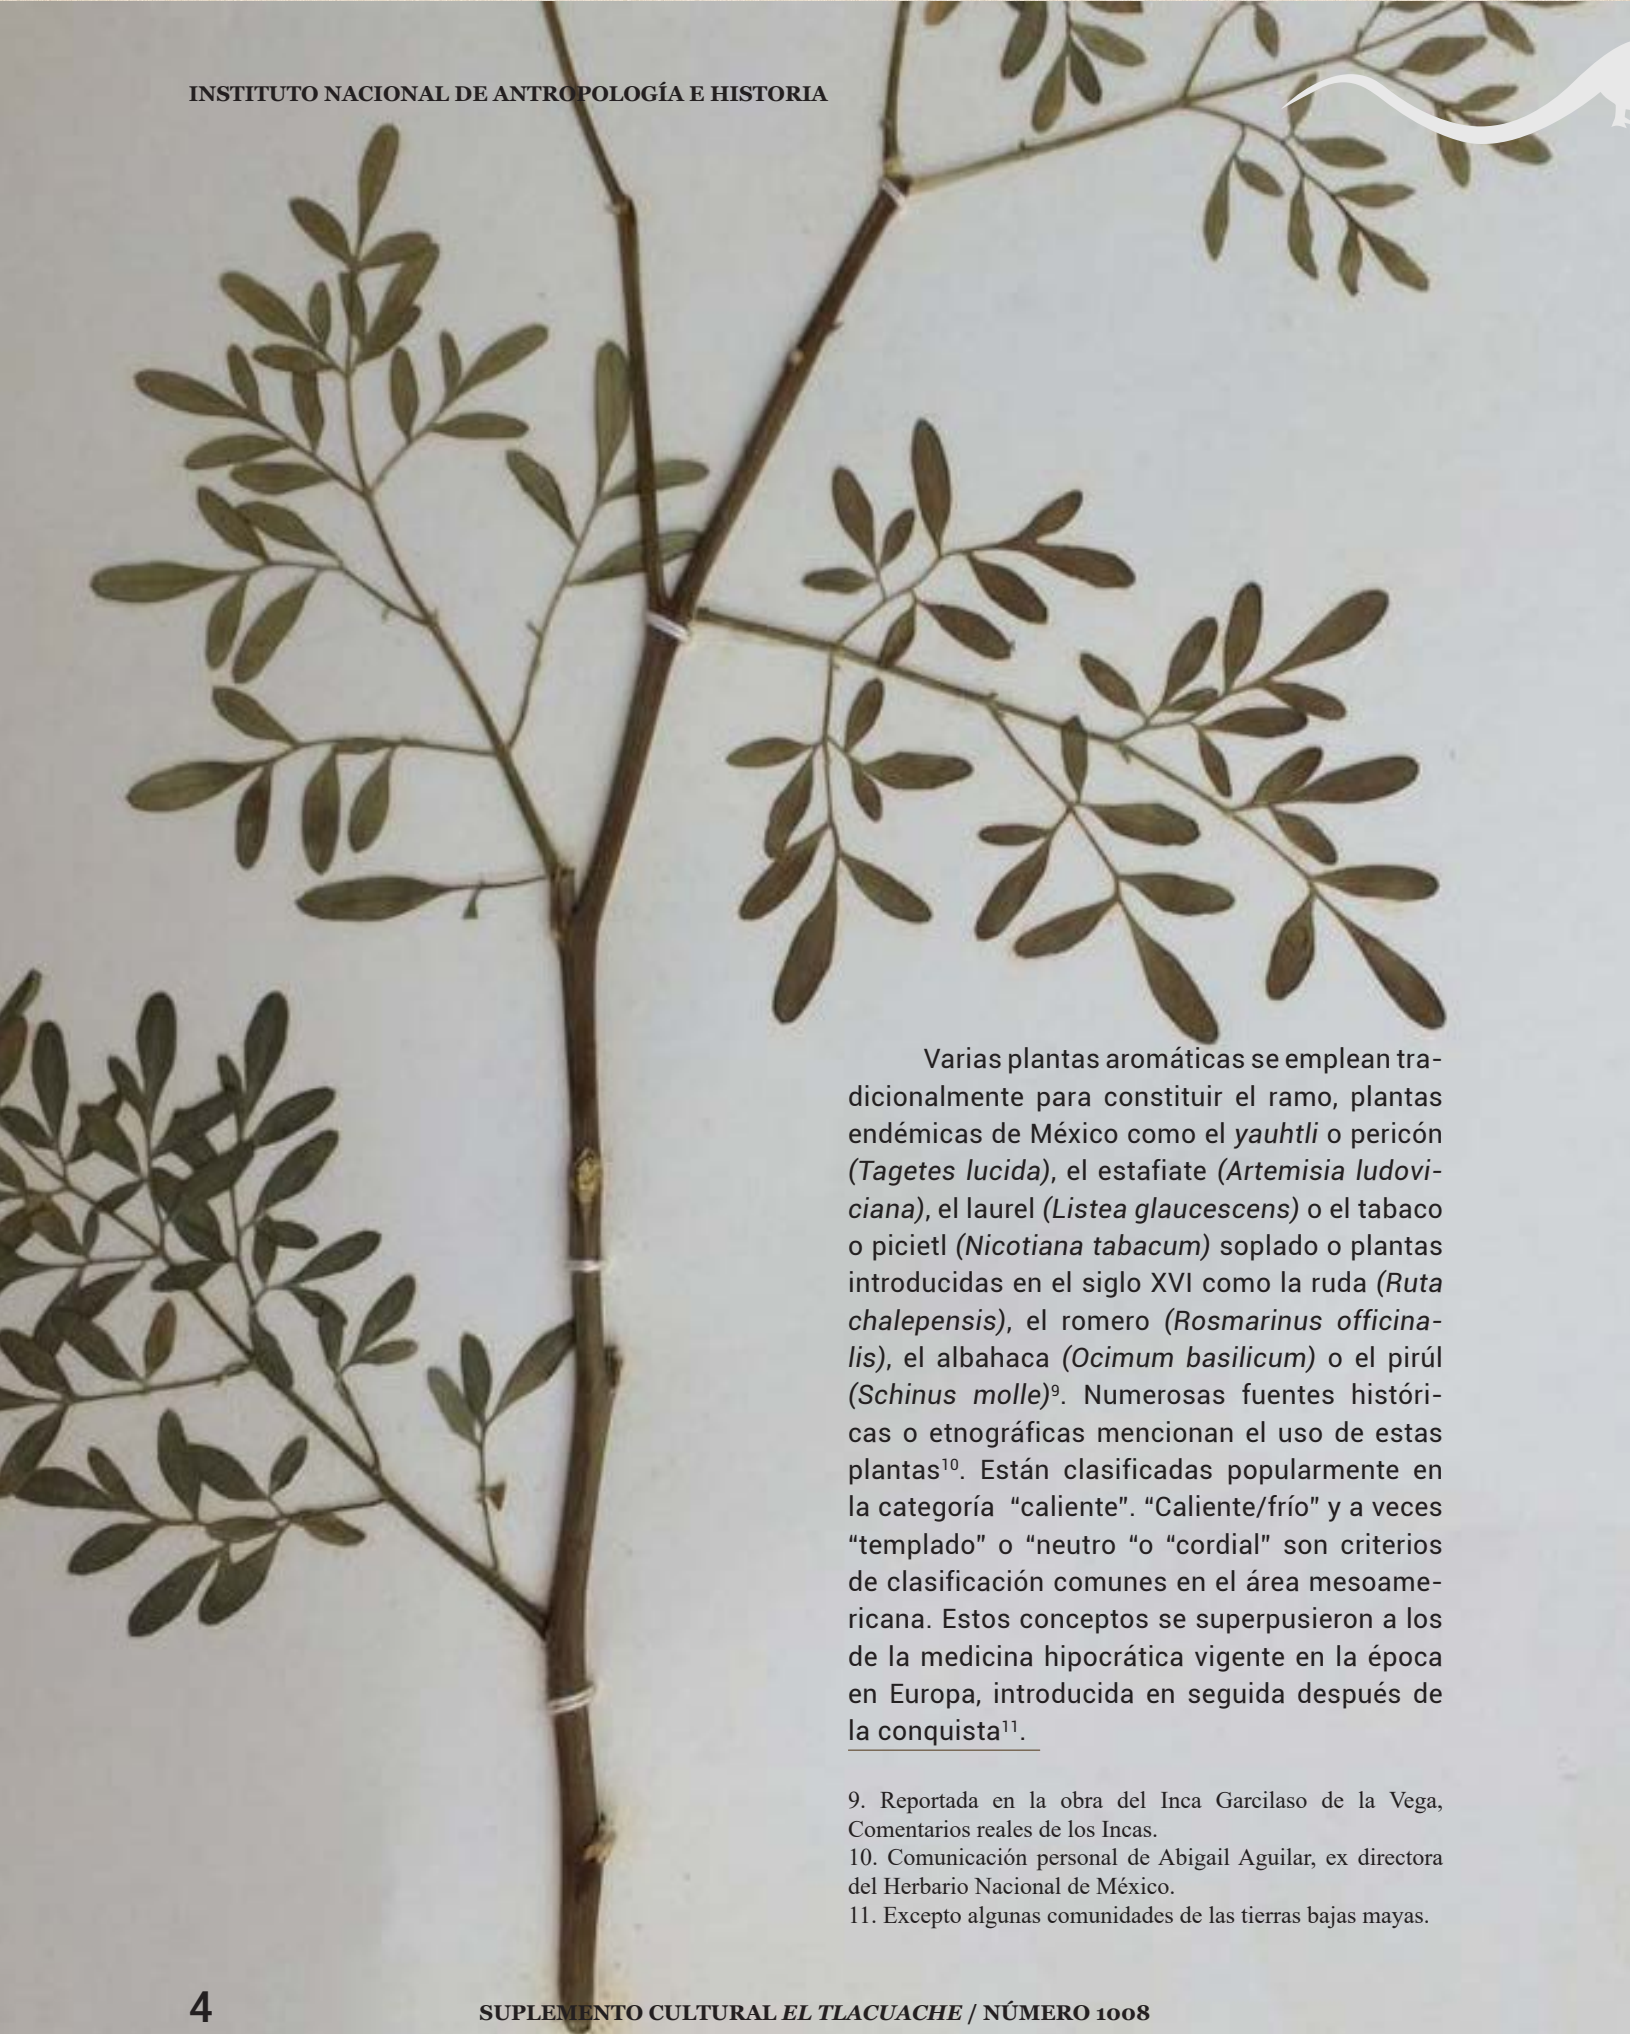 INSTITUTO NACIONAL DE ANTROPOLOGÍA E HISTORIA
Varias plantas aromáticas se emplean tra-
dicionalmente para constituir el ramo, plantas
endémicas de México como el yauhtli o pericón
(Tagetes lucida), el estafiate (Artemisia ludovi-
ciana), el laurel (Listea glaucescens) o el tabaco
o picietl (Nicotiana tabacum) soplado o plantas
introducidas en el siglo XVI como la ruda (Ruta
chalepensis), el romero (Rosmarinus officina-
lis), el albahaca (Ocimum basilicum) o el pirúl
(Schinus molle)⁹. Numerosas fuentes históri-
cas o etnográficas mencionan el uso de estas
plantas¹⁰. Están clasificadas popularmente en
la categoría “caliente”. “Caliente/frío” y a veces
“templado” o “neutro “o “cordial” son criterios
de clasificación comunes en el área mesoame-
ricana. Estos conceptos se superpusieron a los
de la medicina hipocrática vigente en la época
en Europa, introducida en seguida después de
la conquista¹¹.
9. Reportada en la obra del Inca Garcilaso de la Vega,
Comentarios reales de los Incas.
10. Comunicación personal de Abigail Aguilar, ex directora
del Herbario Nacional de México.
11. Excepto algunas comunidades de las tierras bajas mayas.
4
SUPLEMENTO CULTURAL EL TLACUACHE / NÚMERO 1008